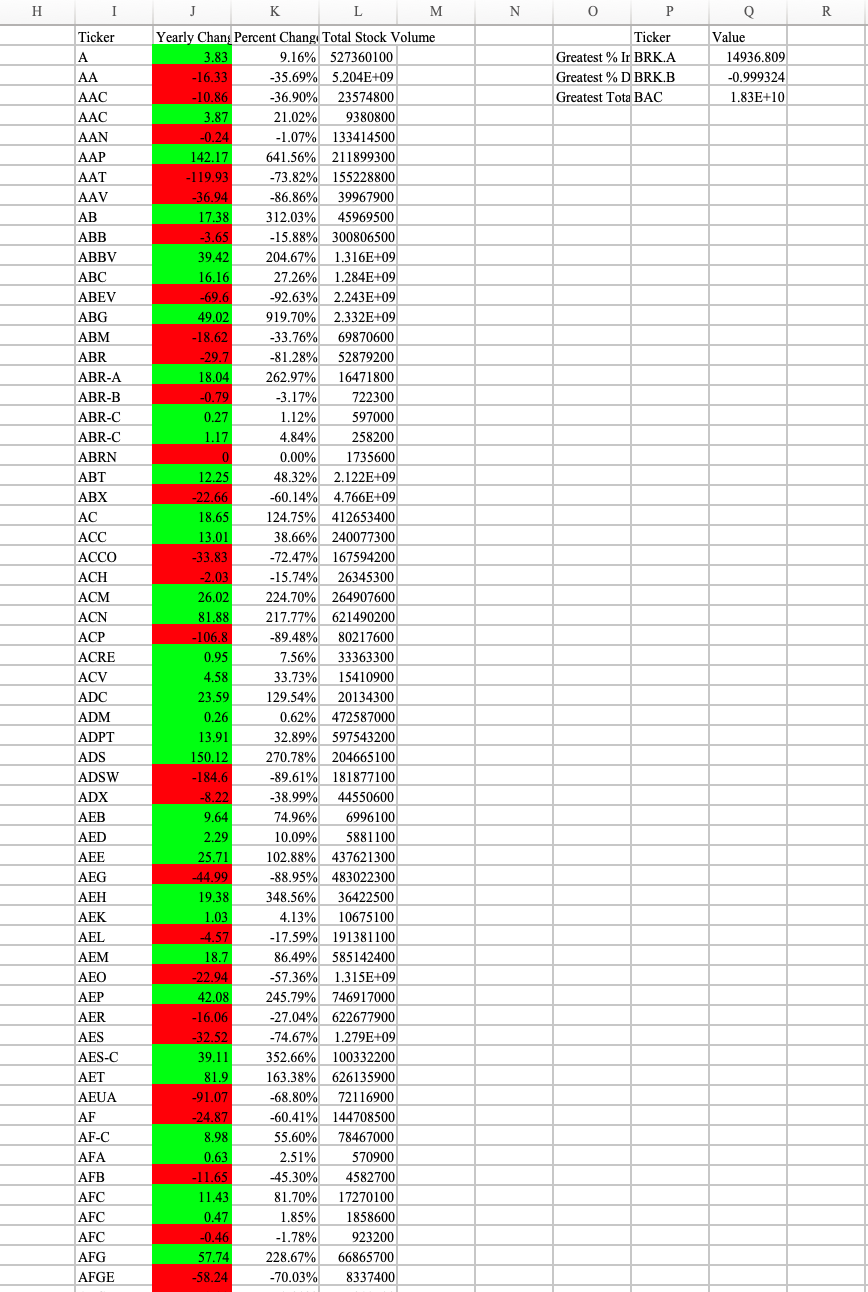 H I J K L M N O P Q R
Ticker Yearly Chang Percent Change Total Stock Volume Ticker Value
A 3.83 9.16% 527360100 Greatest % In BRK.A 14936.809
AA -16.33 -35.69% 5.204E+09 Greatest % D BRK.B -0.999324
AAC -10.86 -36.90% 23574800 Greatest Tota BAC 1.83E+10
AAC 3.87 21.02% 9380800
AAN -0.24 -1.07% 133414500
AAP 142.17 641.56% 211899300
AAT -119.93 -73.82% 155228800
AAV -36.94 -86.86% 39967900
AB 17.38 312.03% 45969500
ABB -3.65 -15.88% 300806500
ABBV 39.42 204.67% 1.316E+09
ABC 16.16 27.26% 1.284E+09
ABEV -69.6 -92.63% 2.243E+09
ABG 49.02 919.70% 2.332E+09
ABM -18.62 -33.76% 69870600
ABR -29.7 -81.28% 52879200
ABR-A 18.04 262.97% 16471800
ABR-B -0.79 -3.17% 722300
ABR-C 0.27 1.12% 597000
ABR-C 1.17 4.84% 258200
ABRN 0 0.00% 1735600
ABT 12.25 48.32% 2.122E+09
ABX -22.66 -60.14% 4.766E+09
AC 18.65 124.75% 412653400
ACC 13.01 38.66% 240077300
ACCO -33.83 -72.47% 167594200
ACH -2.03 -15.74% 26345300
ACM 26.02 224.70% 264907600
ACN 81.88 217.77% 621490200
ACP -106.8 -89.48% 80217600
ACRE 0.95 7.56% 33363300
ACV 4.58 33.73% 15410900
ADC 23.59 129.54% 20134300
ADM 0.26 0.62% 472587000
ADPT 13.91 32.89% 597543200
ADS 150.12 270.78% 204665100
ADSW -184.6 -89.61% 181877100
ADX -8.22 -38.99% 44550600
AEB 9.64 74.96% 6996100
AED 2.29 10.09% 5881100
AEE 25.71 102.88% 437621300
AEG -44.99 -88.95% 483022300
AEH 19.38 348.56% 36422500
AEK 1.03 4.13% 10675100
AEL -4.57 -17.59% 191381100
AEM 18.7 86.49% 585142400
AEO -22.94 -57.36% 1.315E+09
AEP 42.08 245.79% 746917000
AER -16.06 -27.04% 622677900
AES -32.52 -74.67% 1.279E+09
AES-C 39.11 352.66% 100332200
AET 81.9 163.38% 626135900
AEUA -91.07 -68.80% 72116900
AF -24.87 -60.41% 144708500
AF-C 8.98 55.60% 78467000
AFA 0.63 2.51% 570900
AFB -11.65 -45.30% 4582700
AFC 11.43 81.70% 17270100
AFC 0.47 1.85% 1858600
AFC -0.46 -1.78% 923200
AFG 57.74 228.67% 66865700
AFGE -58.24 -70.03% 8337400